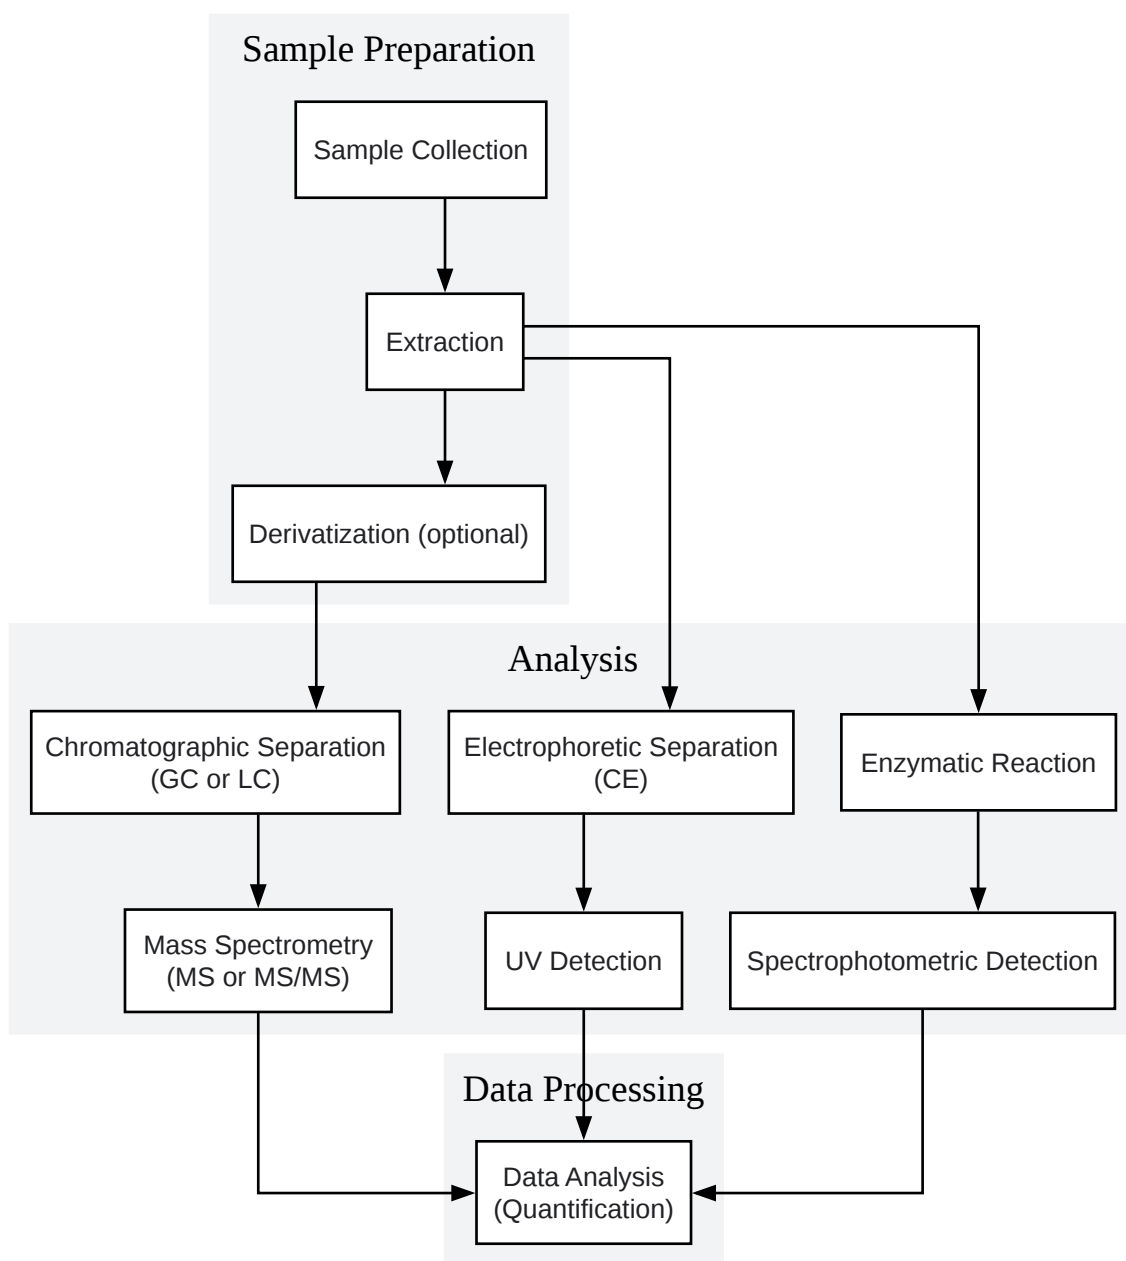 Sample Preparation
Sample Collection
Extraction
Derivatization (optional)
Analysis
Chromatographic Separation
(GC or LC)
Electrophoretic Separation
(CE)
Enzymatic Reaction
Mass Spectrometry
(MS or MS/MS)
UV Detection
Spectrophotometric Detection
Data Processing
Data Analysis
(Quantification)